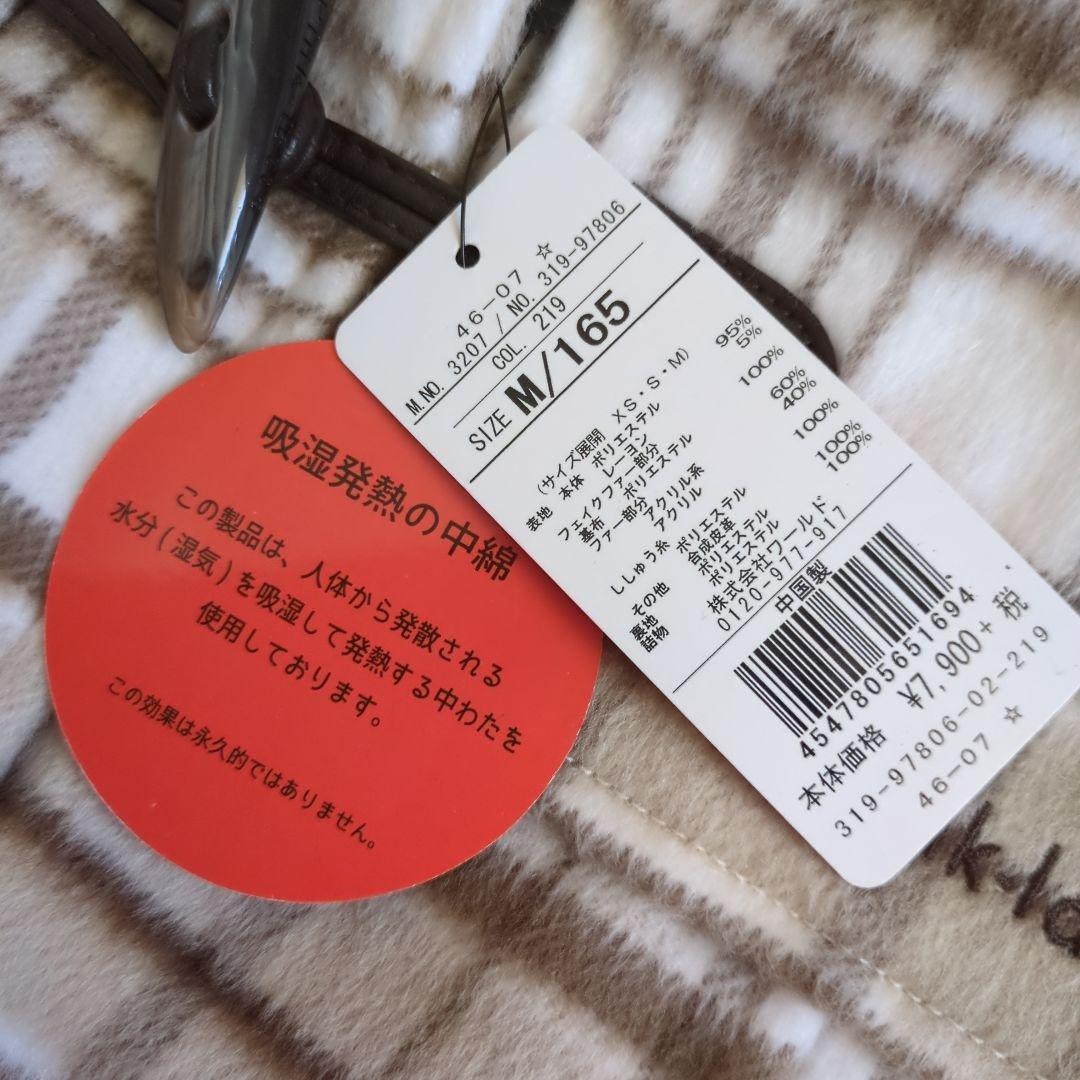 46-07 ☆
M.NO. 3207 / NO. 319-97806
COL. 219
SIZE M/165
(サイズ展開 XS・S・M)
表地 本体 ポリエステル 95%
レーヨン 5%
フェイクファー部分
基布 ポリエステル 100%
ファー部分 アクリル系 60%
アクリル 40%
ししゅう糸 ポリエステル 100%
その他 合成皮革
裏地 ポリエステル 100%
詰物 ポリエステル 100%
株式会社ワールド
0120-977-917
中国製
4547805651694
本体価格 ¥7,900+税
319-97806-02-219
46-07 ☆
吸湿発熱の中綿
この製品は、人体から発散される
水分(湿気)を吸湿して発熱する中わたを
使用しております。
この効果は永久的ではありません。